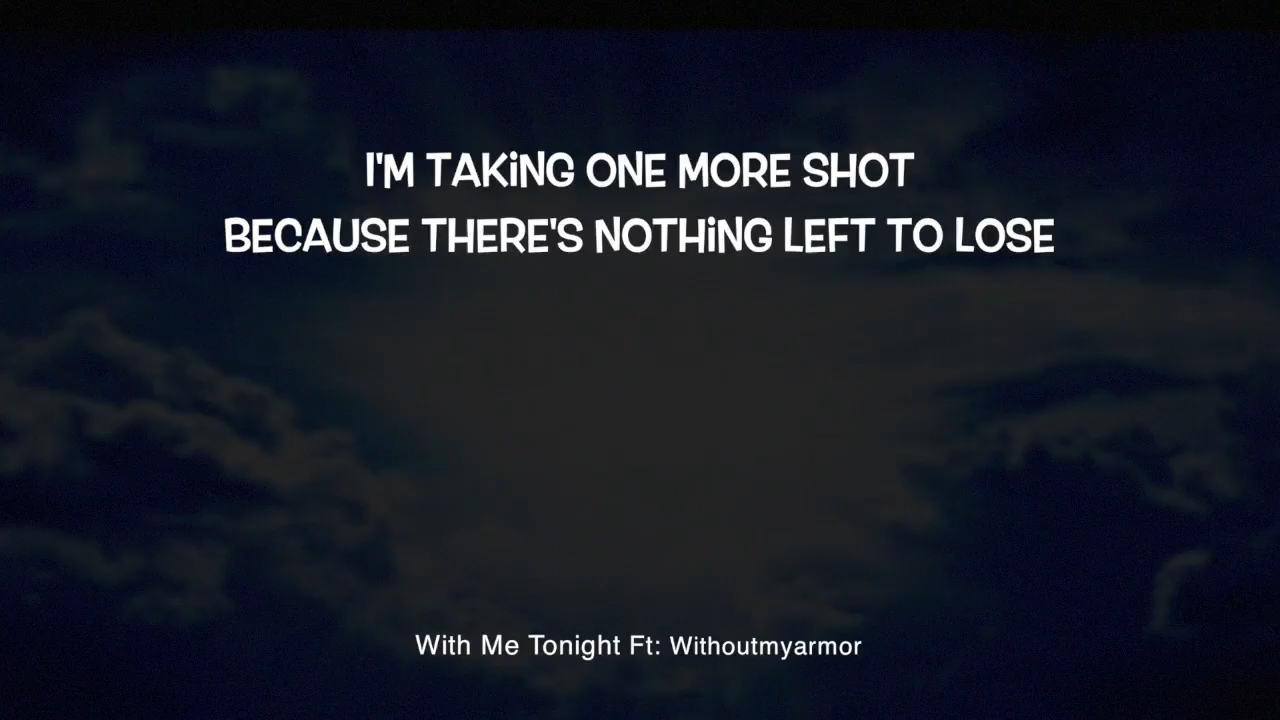 I'M TAKiNG ONE MORE SHOT
BECAUSE THERE'S NOTHiNG LEFT TO LOSE
With Me Tonight Ft: Withoutmyarmor